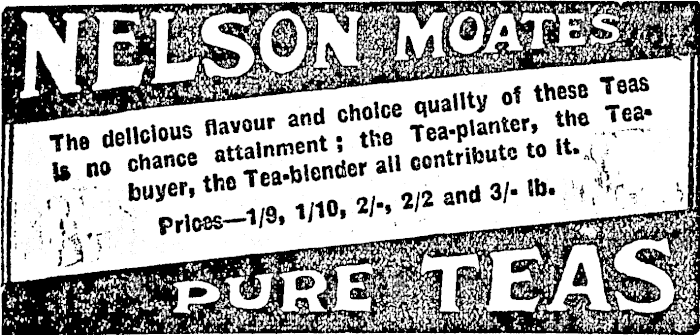 NELSON MOATE'S
The delicious flavour and choice quality of these Teas
is no chance attainment; the Tea-planter, the Tea-
buyer, the Tea-blender all contribute to it.
Prices—1/9, 1/10, 2/-, 2/2 and 3/- lb.
PURE TEAS